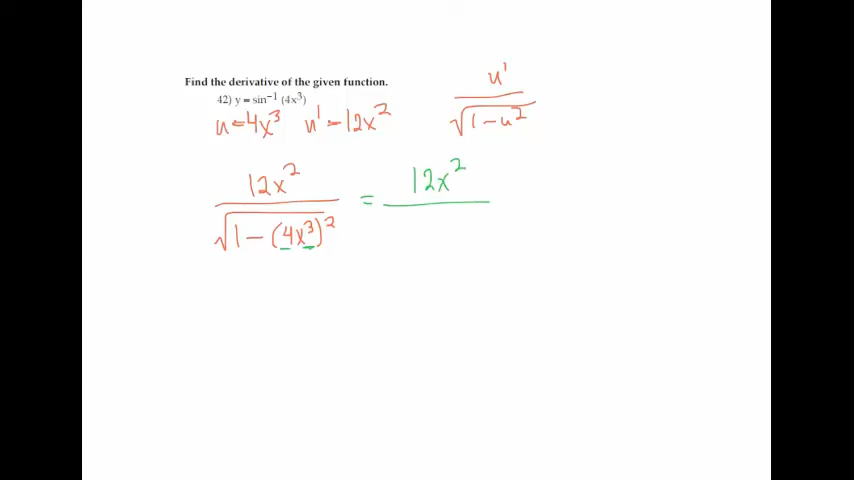 Find the derivative of the given function.
42) y = sin⁻¹ (4x³)
u = 4x³  u' = 12x²
u' / √(1 - u²)
12x² / √(1 - (4x³)²) = 12x²